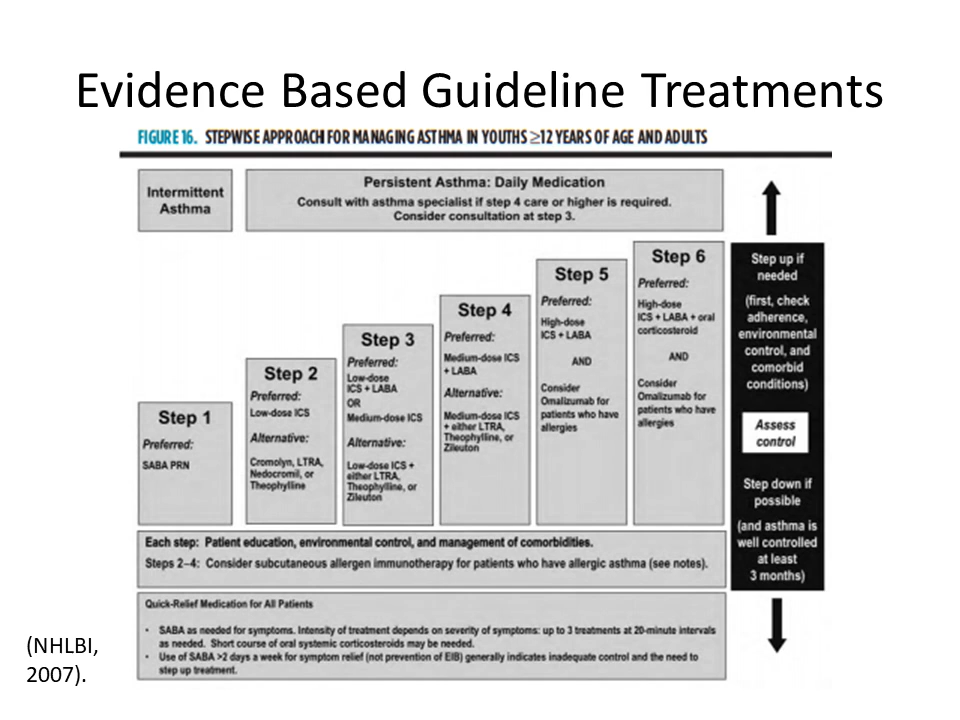 Evidence Based Guideline Treatments
FIGURE 16. STEPWISE APPROACH FOR MANAGING ASTHMA IN YOUTHS ≥12 YEARS OF AGE AND ADULTS
Intermittent
Asthma
Persistent Asthma: Daily Medication
Consult with asthma specialist if step 4 care or higher is required.
Consider consultation at step 3.
Step 1
Preferred:
SABA PRN
Step 2
Preferred:
Low-dose ICS
Alternative:
Cromolyn, LTRA,
Nedocromil, or
Theophylline
Step 3
Preferred:
Low-dose
ICS + LABA
OR
Medium-dose ICS
Alternative:
Low-dose ICS +
either LTRA,
Theophylline, or
Zileuton
Step 4
Preferred:
Medium-dose ICS
+ LABA
Alternative:
Medium-dose ICS
+ either LTRA,
Theophylline, or
Zileuton
Step 5
Preferred:
High-dose
ICS + LABA
AND
Consider
Omalizumab for
patients who have
allergies
Step 6
Preferred:
High-dose
ICS + LABA + oral
corticosteroid
AND
Consider
Omalizumab for
patients who have
allergies
Step up if
needed
(first, check
adherence,
environmental
control, and
comorbid
conditions)
Assess
control
Step down if
possible
(and asthma is
well controlled
at least
3 months)
Each step: Patient education, environmental control, and management of comorbidities.
Steps 2–4: Consider subcutaneous allergen immunotherapy for patients who have allergic asthma (see notes).
Quick-Relief Medication for All Patients
• SABA as needed for symptoms. Intensity of treatment depends on severity of symptoms: up to 3 treatments at 20-minute intervals
as needed. Short course of oral systemic corticosteroids may be needed.
• Use of SABA >2 days a week for symptom relief (not prevention of EIB) generally indicates inadequate control and the need to
step up treatment.
(NHLBI,
2007).